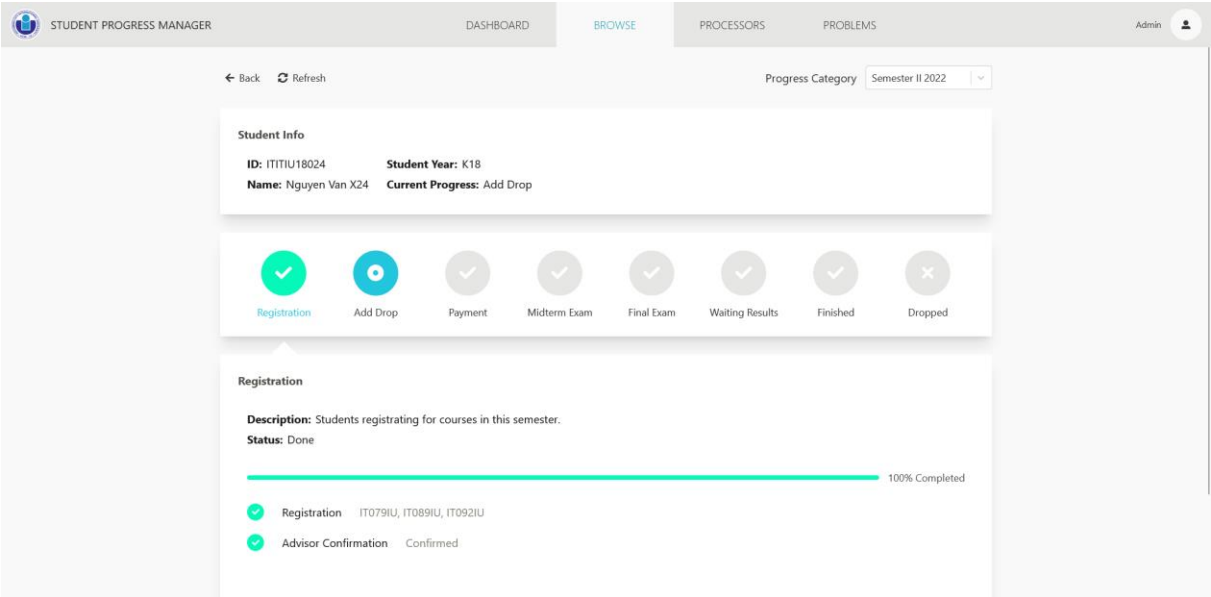 STUDENT PROGRESS MANAGER DASHBOARD BROWSE PROCESSORS PROBLEMS Admin
Back Refresh Progress Category Semester II 2022
Student Info
ID: ITITIU18024 Student Year: K18
Name: Nguyen Van X24 Current Progress: Add Drop
Registration Add Drop Payment Midterm Exam Final Exam Waiting Results Finished Dropped
Registration
Description: Students registrating for courses in this semester.
Status: Done
100% Completed
Registration IT079IU, IT089IU, IT092IU
Advisor Confirmation Confirmed